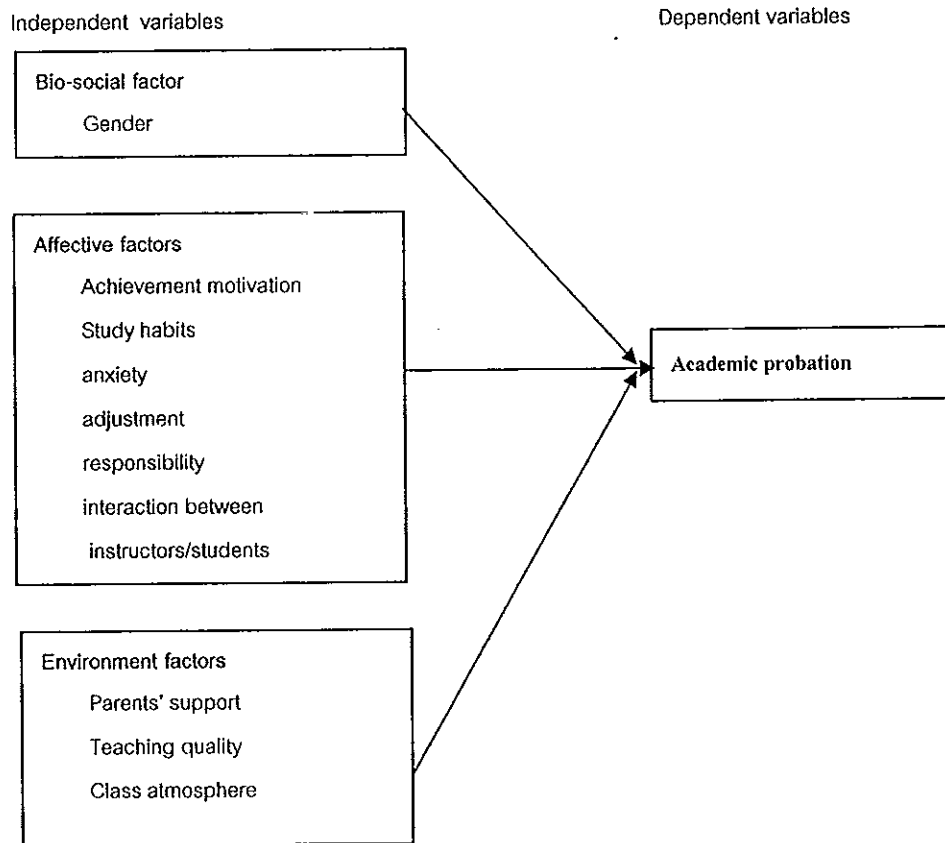 Independent variables
Dependent variables
Bio-social factor
Gender
Affective factors
Achievement motivation
Study habits
anxiety
adjustment
responsibility
interaction between
instructors/students
Academic probation
Environment factors
Parents' support
Teaching quality
Class atmosphere